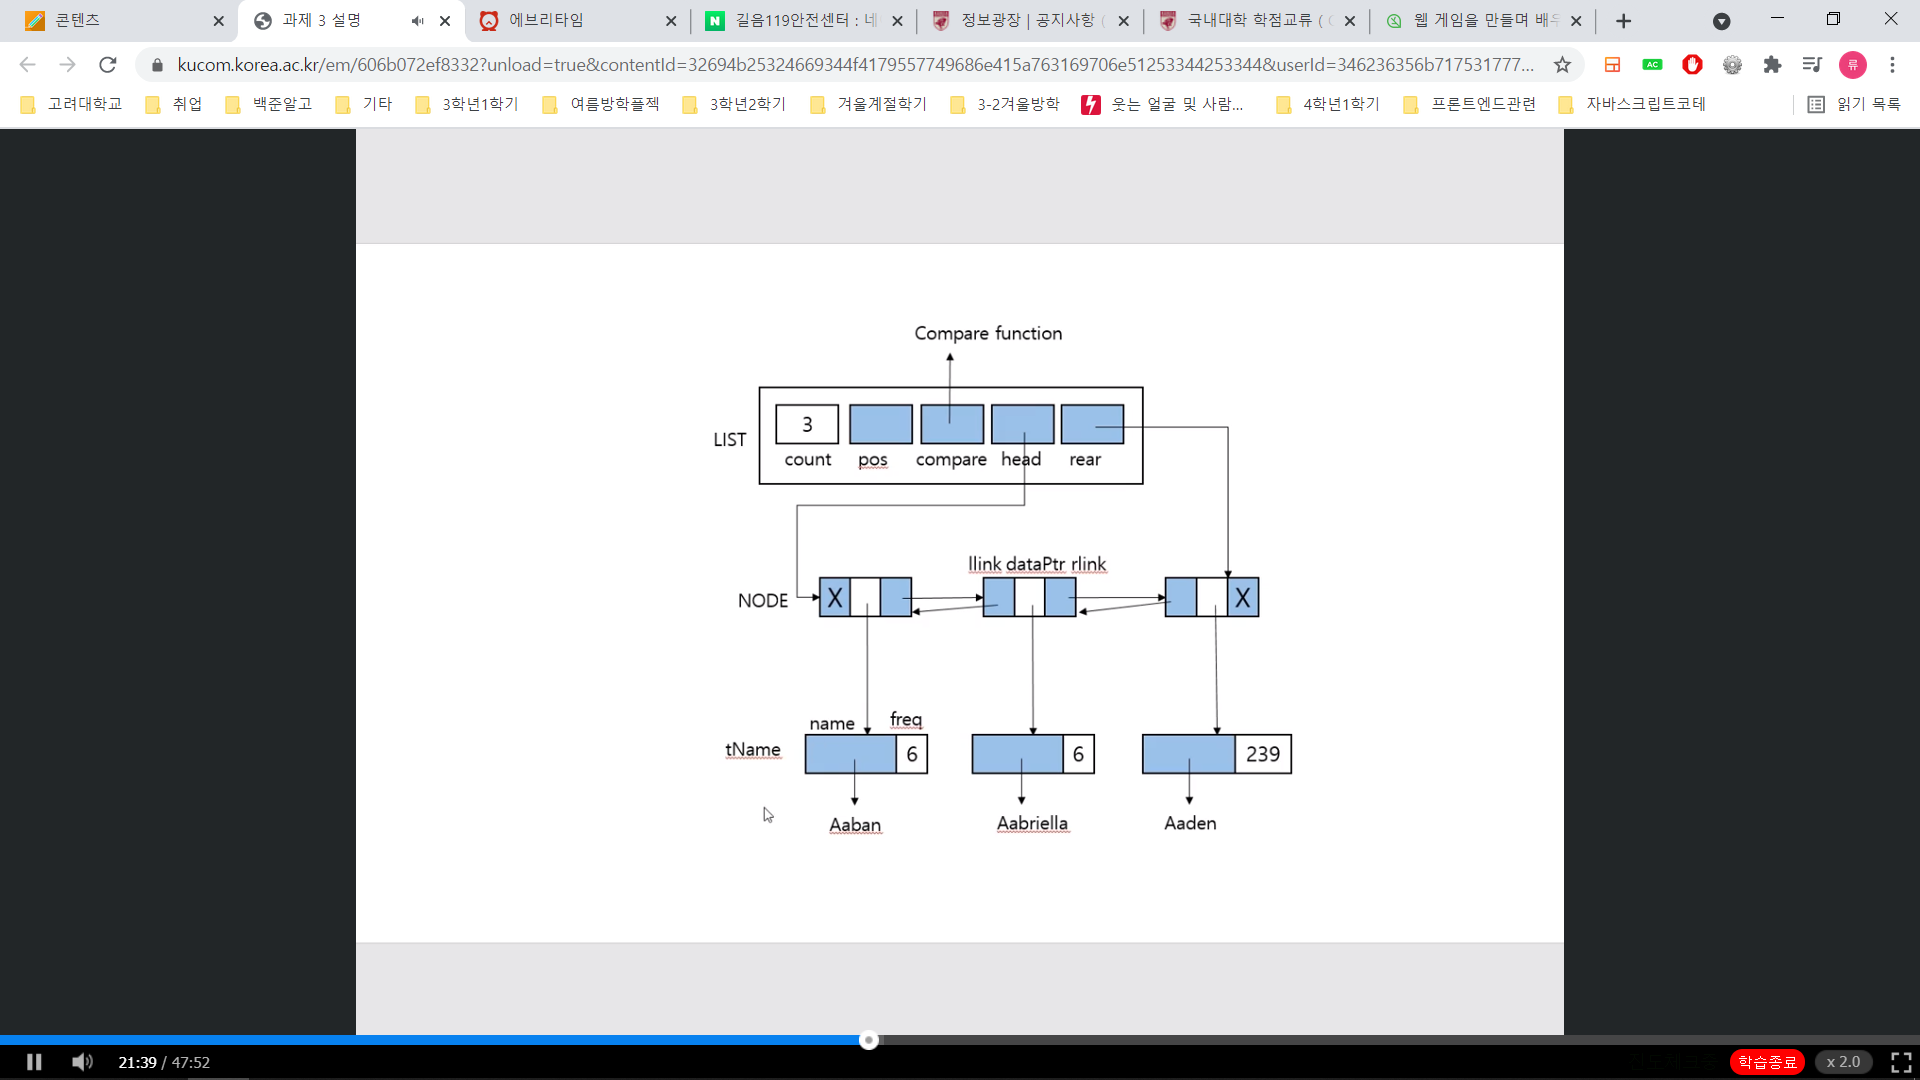 콘텐츠
과제 3 설명
에브리타임
길음119안전센터 : 네
정보광장 | 공지사항 (
국내대학 학점교류 ( (
웹 게임을 만들며 배우
kucom.korea.ac.kr/em/606b072ef8332?unload=true&contentId=32694b25324669344f4179557749686e415a763169706e51253344253344&userId=346236356b717531777...
AC
류
고려대학교
취업
백준알고
기타
3학년1학기
여름방학플젝
3학년2학기
겨울계절학기
3-2겨울방학
웃는 얼굴 및 사람...
4학년1학기
프론트엔드관련
자바스크립트코테
읽기 목록
Compare function
LIST
3
count pos compare head rear
llink dataPtr rlink
NODE
X
X
name freq
tName
6
6
239
Aaban
Aabriella
Aaden
21:39 / 47:52
학습종료
x 2.0